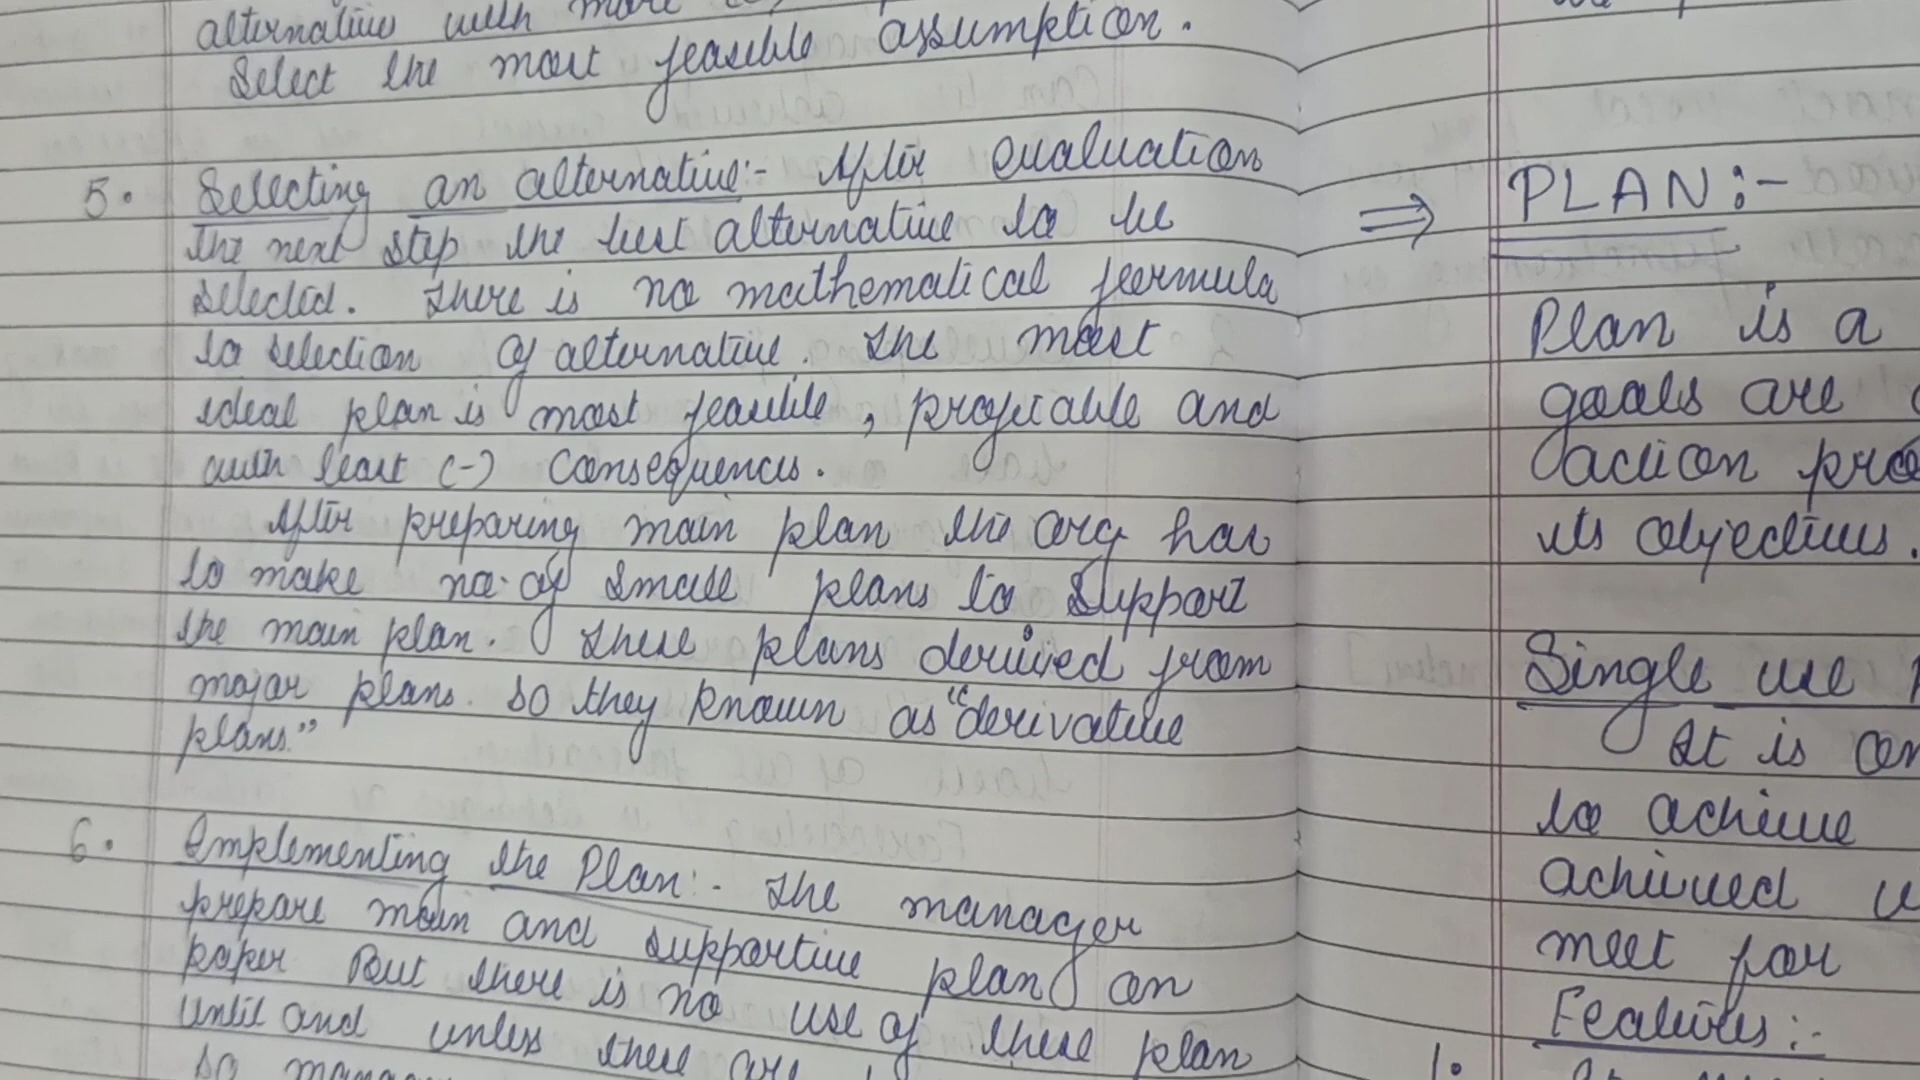 alternative with more
Select the most feasible assumption.
5. Selecting an alternative:- After evaluation
the next step the best alternative to be
selected. There is no mathematical formula
to selection of alternative. The most
ideal plan is most feasible, profitable and
with least (-) consequences.
After preparing main plan the org has
to make no. of small plans to support
the main plan. These plans derived from
major plans. so they known as "derivative
plans."
6. Implementing the Plan:- The manager
prepare main and supportive plan on
paper But there is no use of these plan
until and unless these are
so
⇒ PLAN:-
Plan is a
goals are
action
its objectives.
Single use
It is
to achieve
achieved
meet for
Features:-
1.